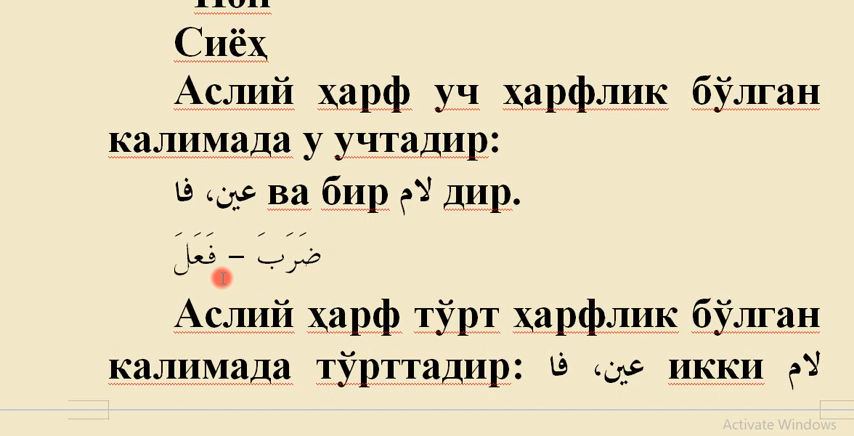 Сиёҳ
Аслий ҳарф уч ҳарфлик бўлган
калимада у учтадир:
عين، فا ва бир لام дир.
ضَرَبَ – فَعَلَ
Аслий ҳарф тўрт ҳарфлик бўлган
калимада тўрттадир: عين، فا икки لام
Activate Windows